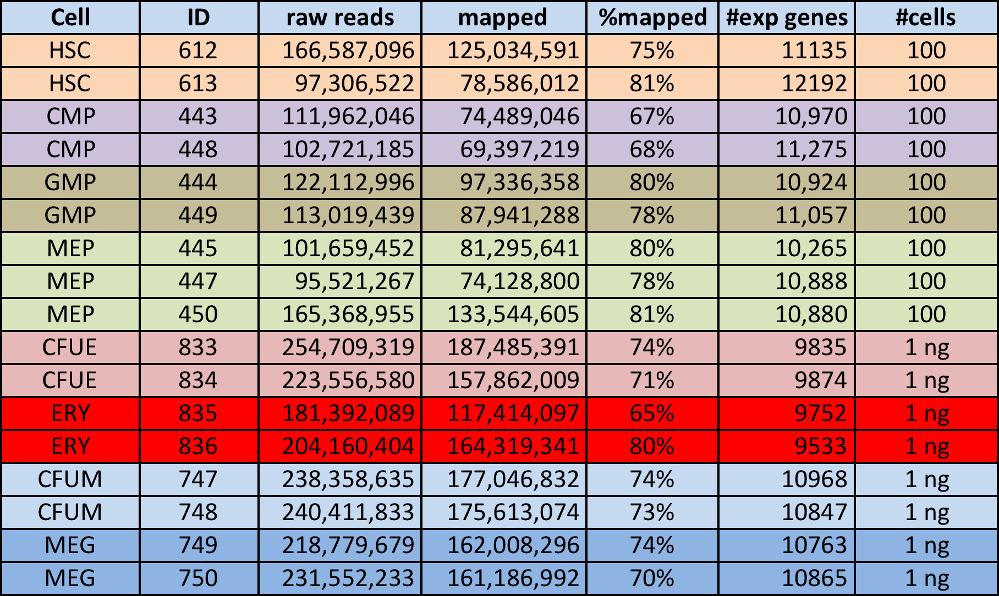 Cell ID raw reads mapped %mapped #exp genes #cells
HSC 612 166,587,096 125,034,591 75% 11135 100
HSC 613 97,306,522 78,586,012 81% 12192 100
CMP 443 111,962,046 74,489,046 67% 10,970 100
CMP 448 102,721,185 69,397,219 68% 11,275 100
GMP 444 122,112,996 97,336,358 80% 10,924 100
GMP 449 113,019,439 87,941,288 78% 11,057 100
MEP 445 101,659,452 81,295,641 80% 10,265 100
MEP 447 95,521,267 74,128,800 78% 10,888 100
MEP 450 165,368,955 133,544,605 81% 10,880 100
CFUE 833 254,709,319 187,485,391 74% 9835 1 ng
CFUE 834 223,556,580 157,862,009 71% 9874 1 ng
ERY 835 181,392,089 117,414,097 65% 9752 1 ng
ERY 836 204,160,404 164,319,341 80% 9533 1 ng
CFUM 747 238,358,635 177,046,832 74% 10968 1 ng
CFUM 748 240,411,833 175,613,074 73% 10847 1 ng
MEG 749 218,779,679 162,008,296 74% 10763 1 ng
MEG 750 231,552,233 161,186,992 70% 10865 1 ng